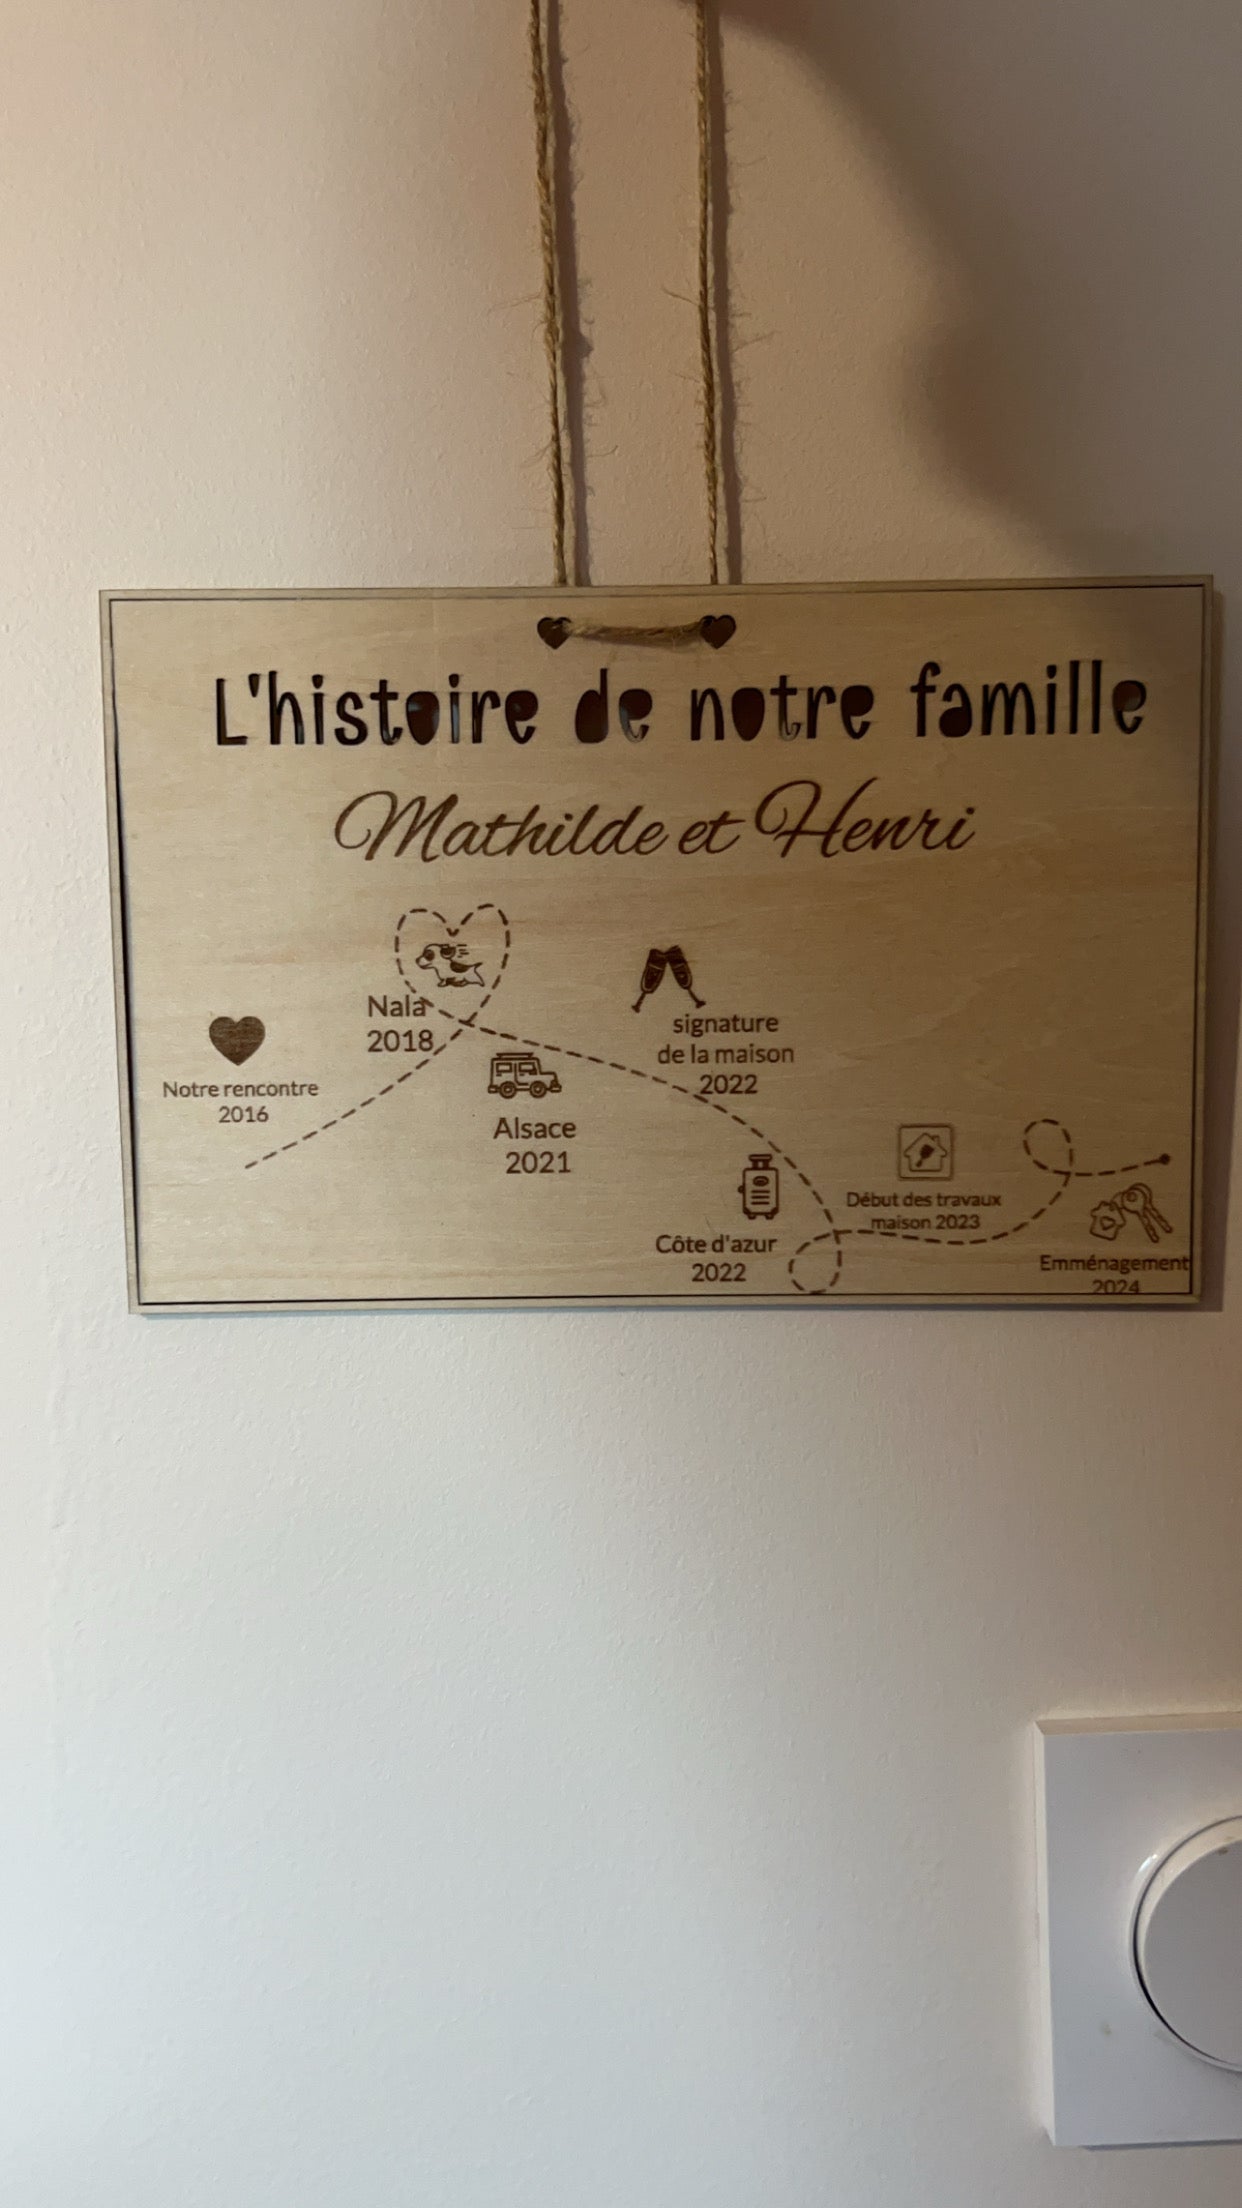 L'histoire de notre famille
Mathilde et Henri
Notre rencontre
2016
Nala
2018
Alsace
2021
signature
de la maison
2022
Côte d'azur
2022
Début des travaux
maison 2023
Emménagement
2024